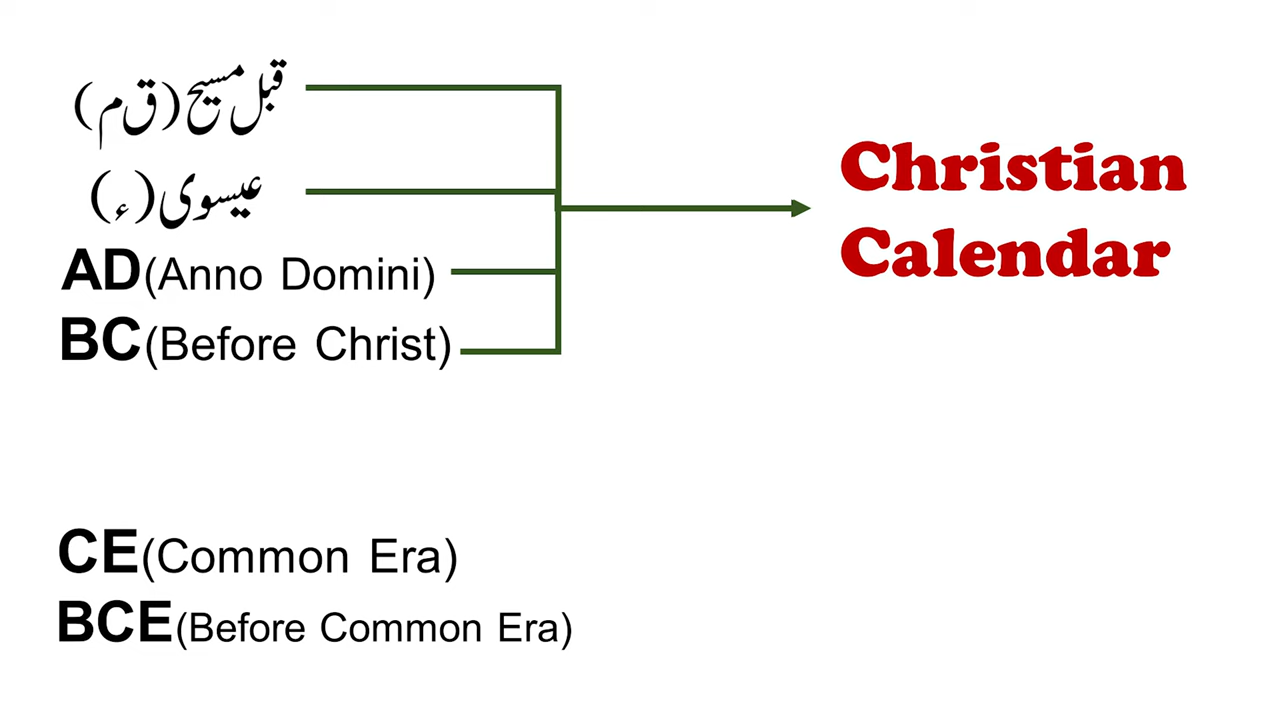 قبل مسیح (ق م)
عیسوی (ء)
AD(Anno Domini)
BC(Before Christ)
Christian
Calendar
CE(Common Era)
BCE(Before Common Era)